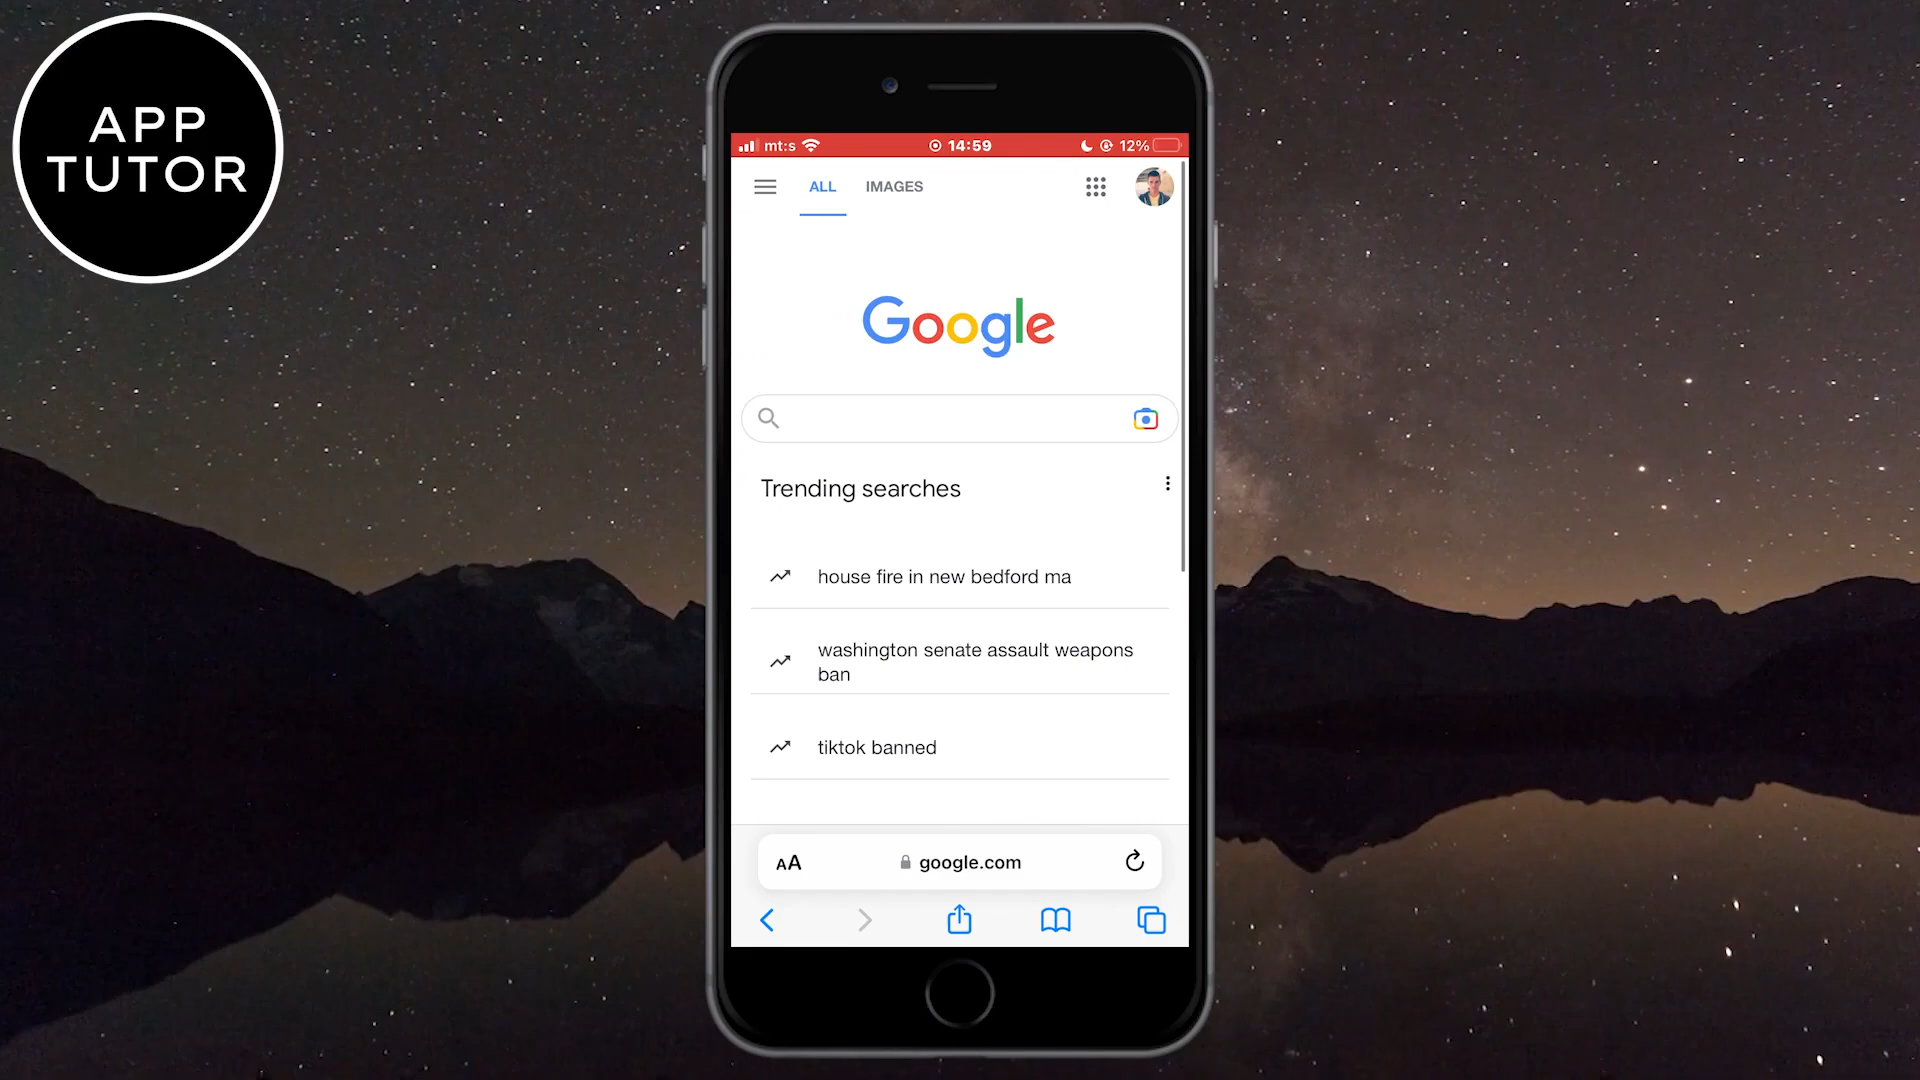 APP
TUTOR
mt:s
14:59
12%
ALL
IMAGES
Google
Trending searches
house fire in new bedford ma
washington senate assault weapons
ban
tiktok banned
AA
google.com